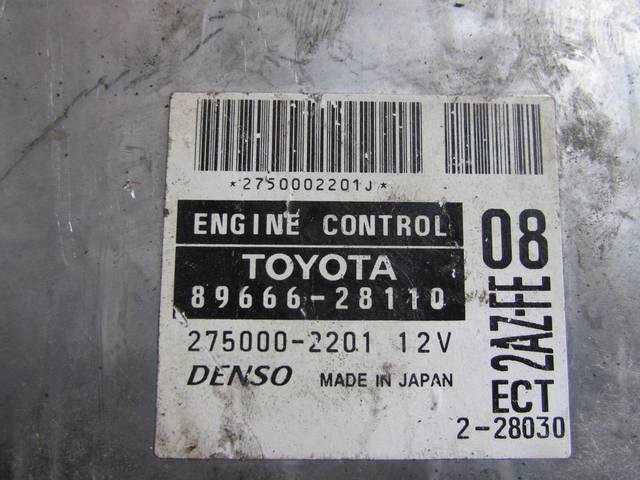 *2750002201J*
ENGINE CONTROL
TOYOTA
89666-28110
275000-2201 12V
DENSO MADE IN JAPAN
08
2AZ-FE
ECT
2-28030